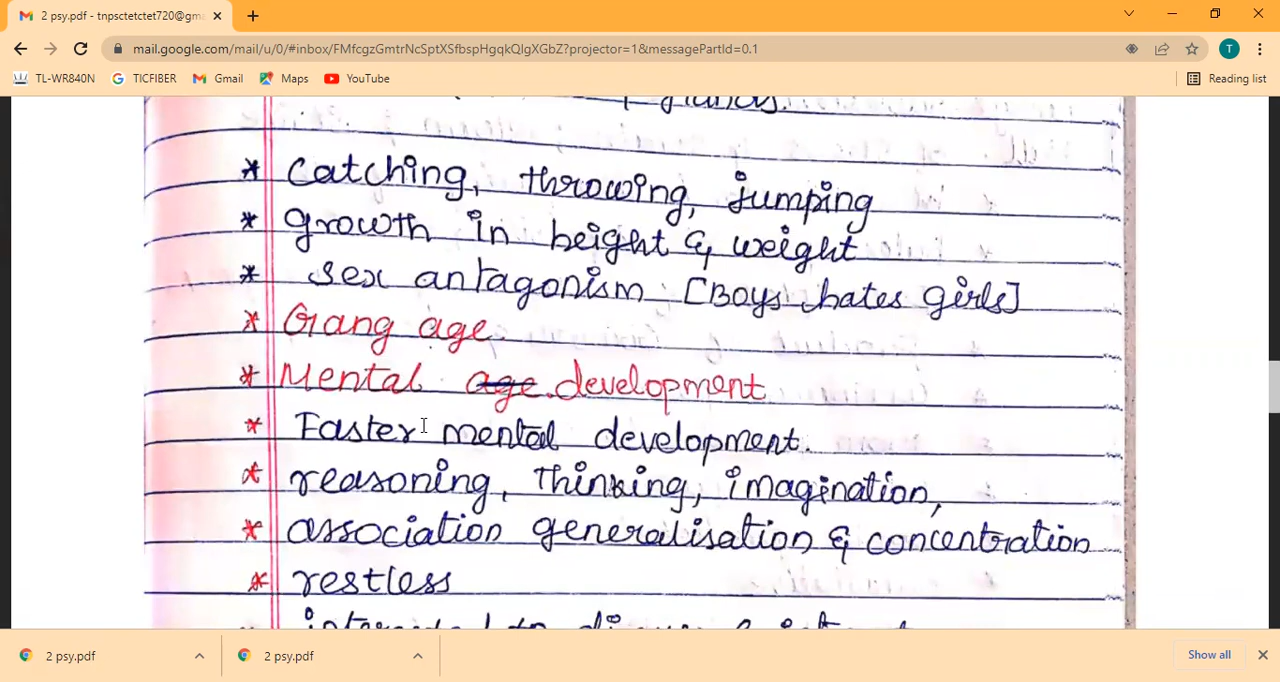 2 psy.pdf - tnpsctetctet720@gm
mail.google.com/mail/u/0/#inbox/FMfcgzGmtrNcSptXSfbspHgqkQlgXGbZ?projector=1&messagePartId=0.1
TL-WR840N TICFIBER Gmail Maps YouTube Reading list
T
glands.
* Catching, throwing, jumping
* growth in height & weight
* sex antagonism [Boys hates girls]
* Gang age.
* Mental age development
* Faster mental development.
* reasoning, Thinking, imagination,
* association generalisation & concentration
* restless
2 psy.pdf 2 psy.pdf Show all